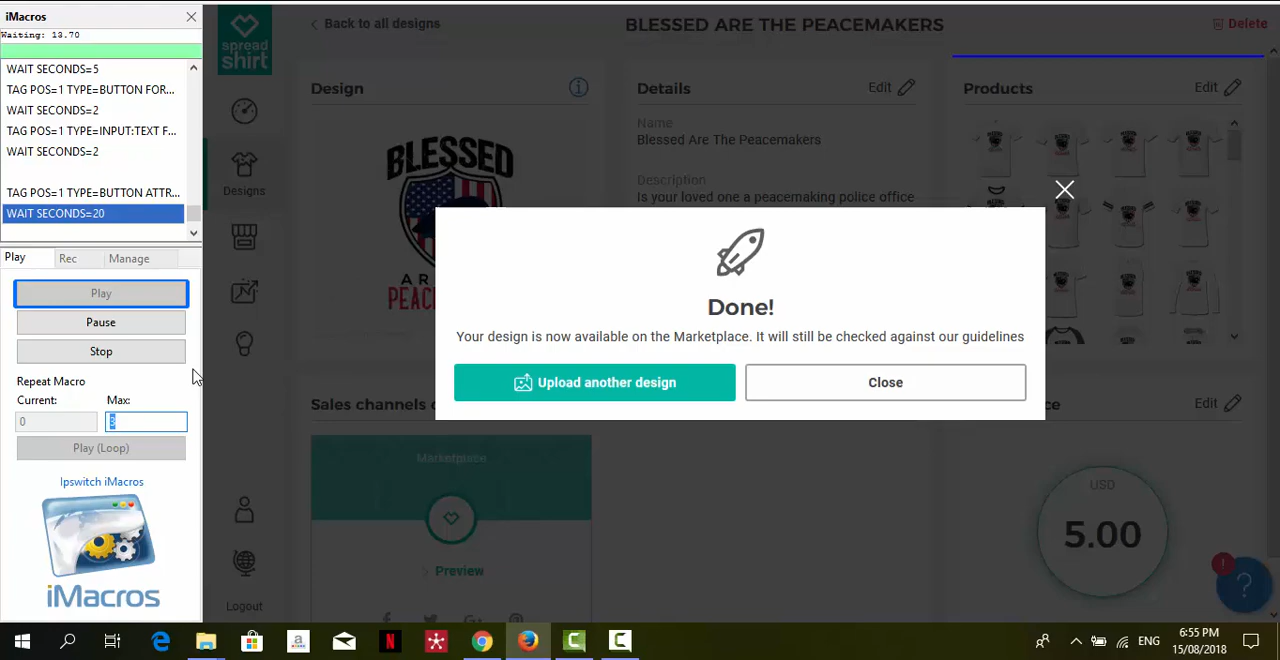 iMacros
Waiting: 13.70
WAIT SECONDS=5
TAG POS=1 TYPE=BUTTON FOR...
WAIT SECONDS=2
TAG POS=1 TYPE=INPUT:TEXT F...
WAIT SECONDS=2
TAG POS=1 TYPE=BUTTON ATTR...
WAIT SECONDS=20
Play
Rec
Manage
Play
Pause
Stop
Repeat Macro
Current:
Max:
0
3
Play (Loop)
Ipswitch iMacros
iMacros
spread
shirt
Designs
Logout
Back to all designs
BLESSED ARE THE PEACEMAKERS
Delete
Design
BLESSED
Details
Edit
Name
Blessed Are The Peacemakers
Description
Is your loved one a peacemaking police office
Products
Edit
Done!
Your design is now available on the Marketplace. It will still be checked against our guidelines
Upload another design
Close
Sales channels
Marketplace
Preview
Edit
USD
5.00
?
!
ENG
6:55 PM
15/08/2018